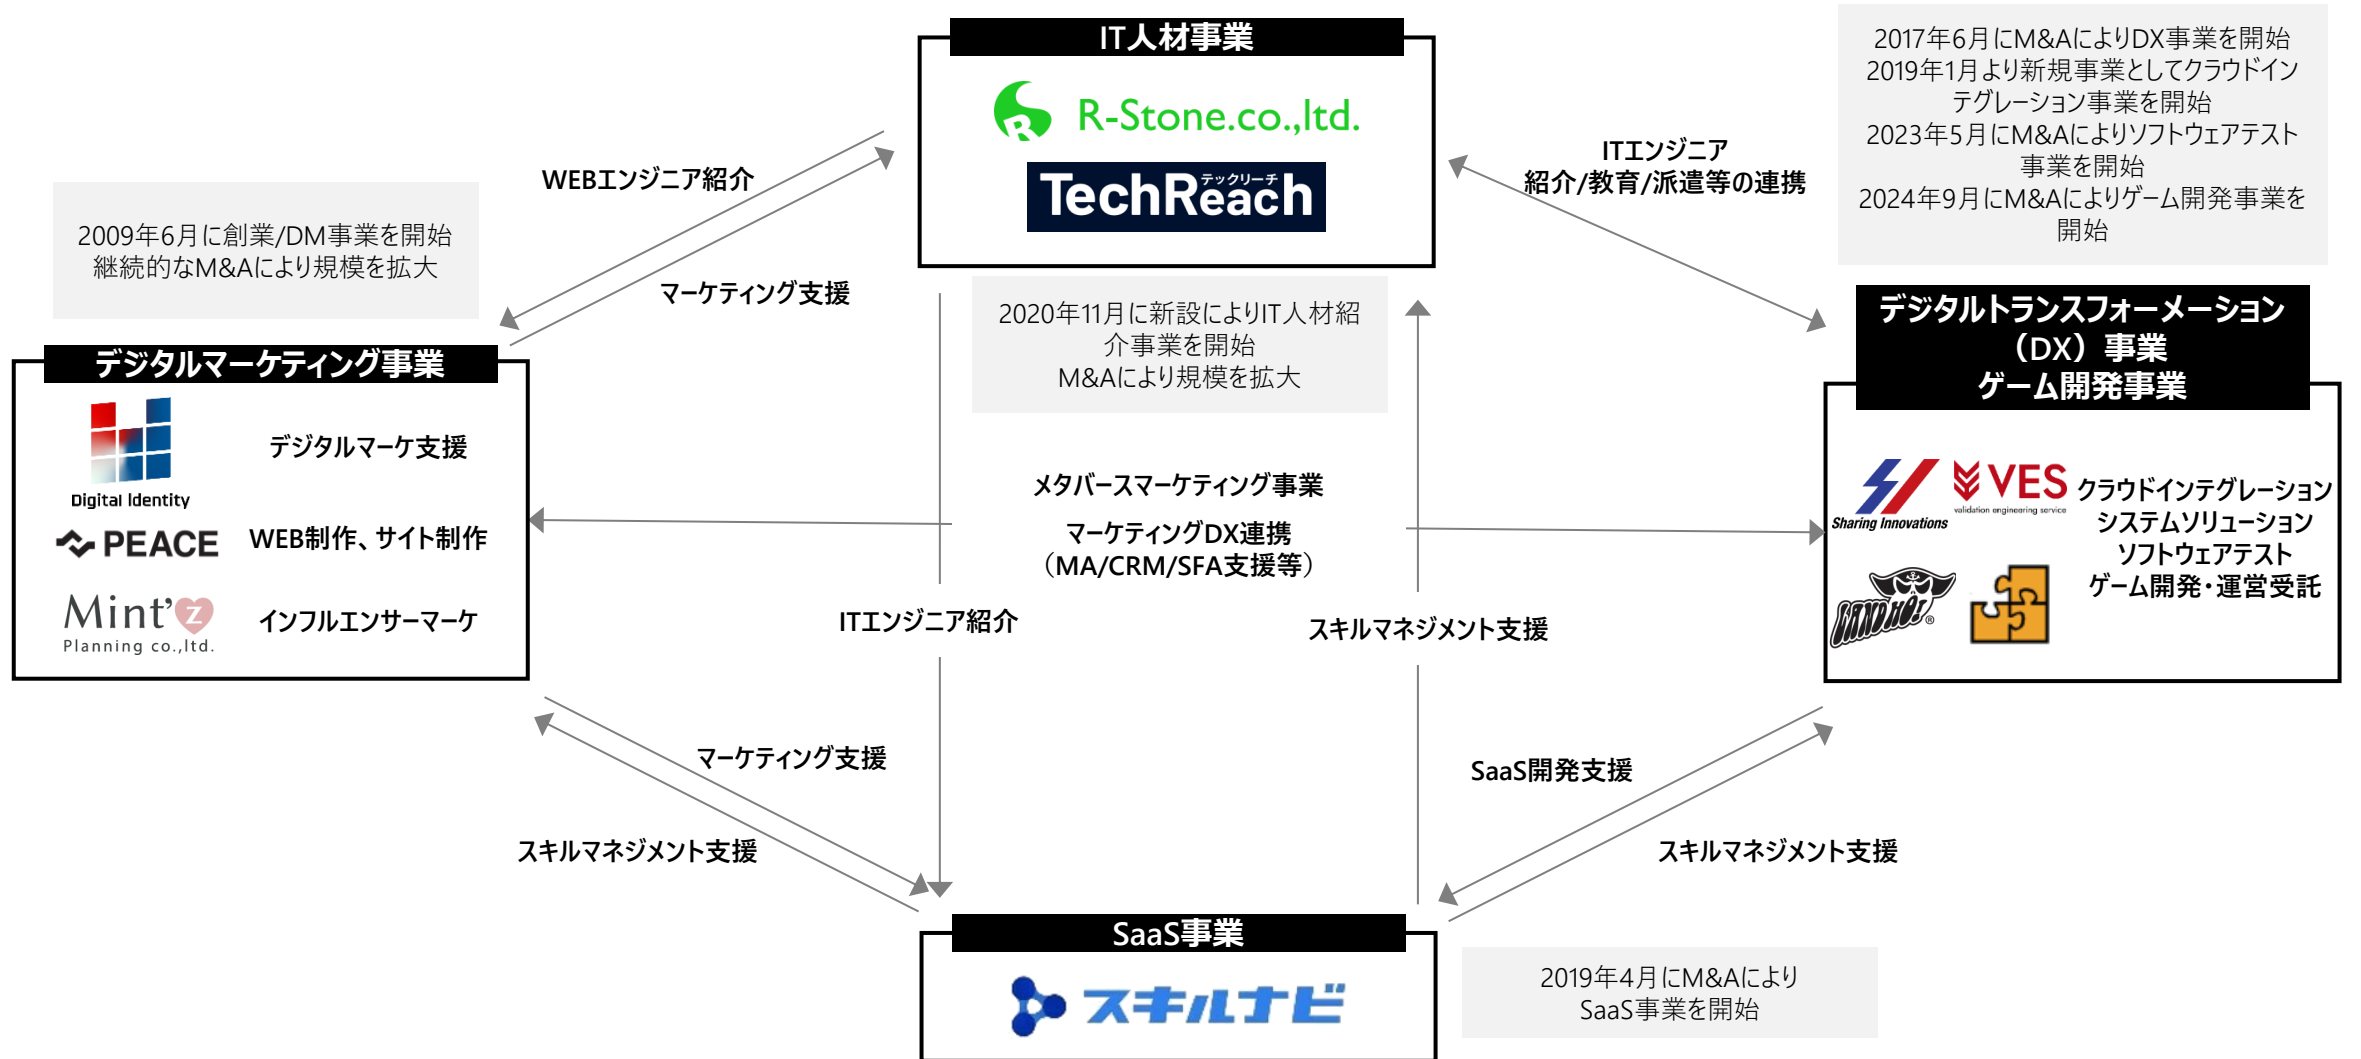 IT人材事業
R-Stone.co.,ltd.
テックリーチ
TechReach
2017年6月にM&AによりDX事業を開始
2019年1月より新規事業としてクラウドイン
テグレーション事業を開始
2023年5月にM&Aによりソフトウェアテスト
事業を開始
2024年9月にM&Aによりゲーム開発事業を
開始
WEBエンジニア紹介
マーケティング支援
ITエンジニア
紹介/教育/派遣等の連携
2009年6月に創業/DM事業を開始
継続的なM&Aにより規模を拡大
2020年11月に新設によりIT人材紹
介事業を開始
M&Aにより規模を拡大
デジタルマーケティング事業
Digital Identity
デジタルマーケ支援
PEACE
WEB制作、サイト制作
Mint'z
Planning co.,ltd.
インフルエンサーマーケ
デジタルトランスフォーメーション
（DX）事業
ゲーム開発事業
Sharing Innovations
VES
validation engineering service
LAND HO!
®
クラウドインテグレーション
システムソリューション
ソフトウェアテスト
ゲーム開発・運営受託
メタバースマーケティング事業
マーケティングDX連携
（MA/CRM/SFA支援等）
ITエンジニア紹介
スキルマネジメント支援
マーケティング支援
スキルマネジメント支援
SaaS開発支援
スキルマネジメント支援
SaaS事業
スキルナビ
2019年4月にM&Aにより
SaaS事業を開始